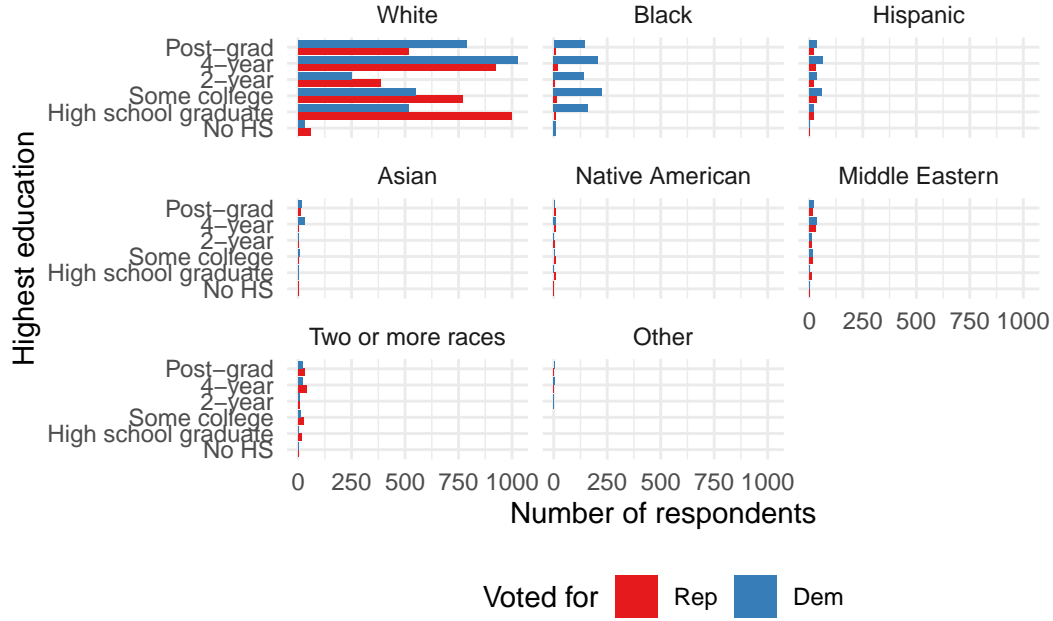 White Black Hispanic
Post−grad
4−year
2−year
Some college
High school graduate
No HS
Asian Native American Middle Eastern
Post−grad
4−year
2−year
Some college
High school graduate
No HS
0 250 500 750 1000
Two or more races Other
Post−grad
4−year
2−year
Some college
High school graduate
No HS
0 250 500 750 1000 0 250 500 750 1000
Number of respondents
Highest education
Voted for Rep Dem